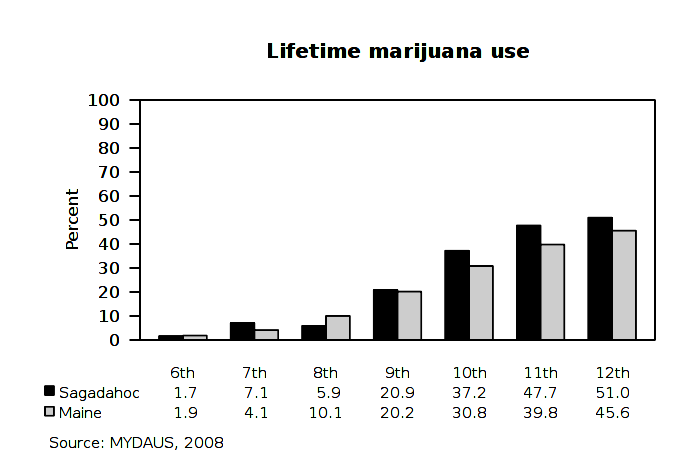 Lifetime marijuana use
100
90
80
70
60
50
40
30
20
10
0
Percent
6th 7th 8th 9th 10th 11th 12th
Sagadahoc 1.7 7.1 5.9 20.9 37.2 47.7 51.0
Maine 1.9 4.1 10.1 20.2 30.8 39.8 45.6
Source: MYDAUS, 2008